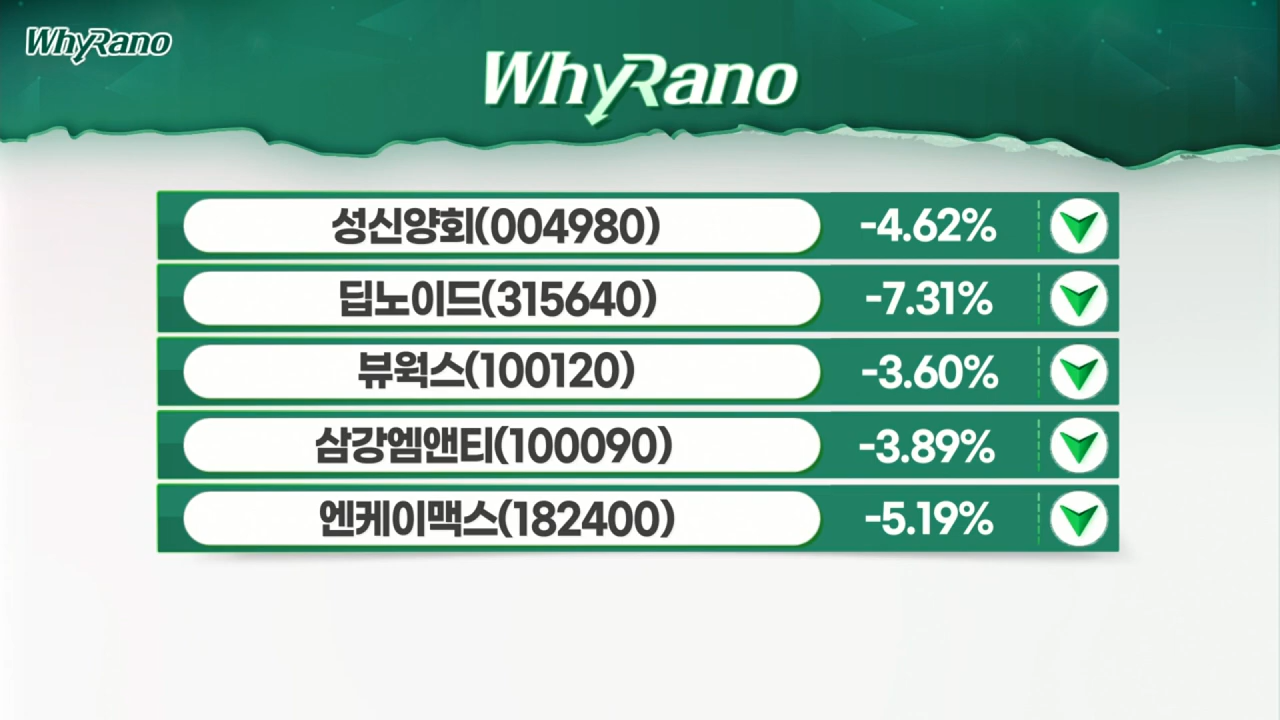 WhyRano
WhyRano
성신양회(004980) -4.62%
딥노이드(315640) -7.31%
뷰웍스(100120) -3.60%
삼강엠앤티(100090) -3.89%
엔케이맥스(182400) -5.19%